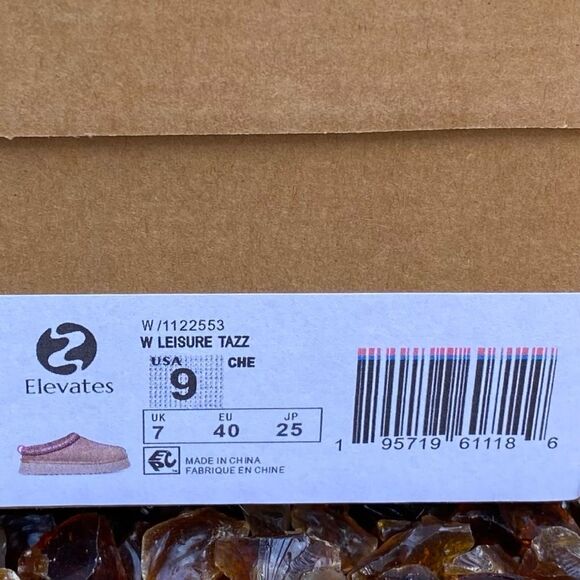 Elevates
W/1122553
W LEISURE TAZZ
USA CHE
9
UK EU JP
7 40 25
MADE IN CHINA
FABRIQUE EN CHINE
1 95719 61118 6